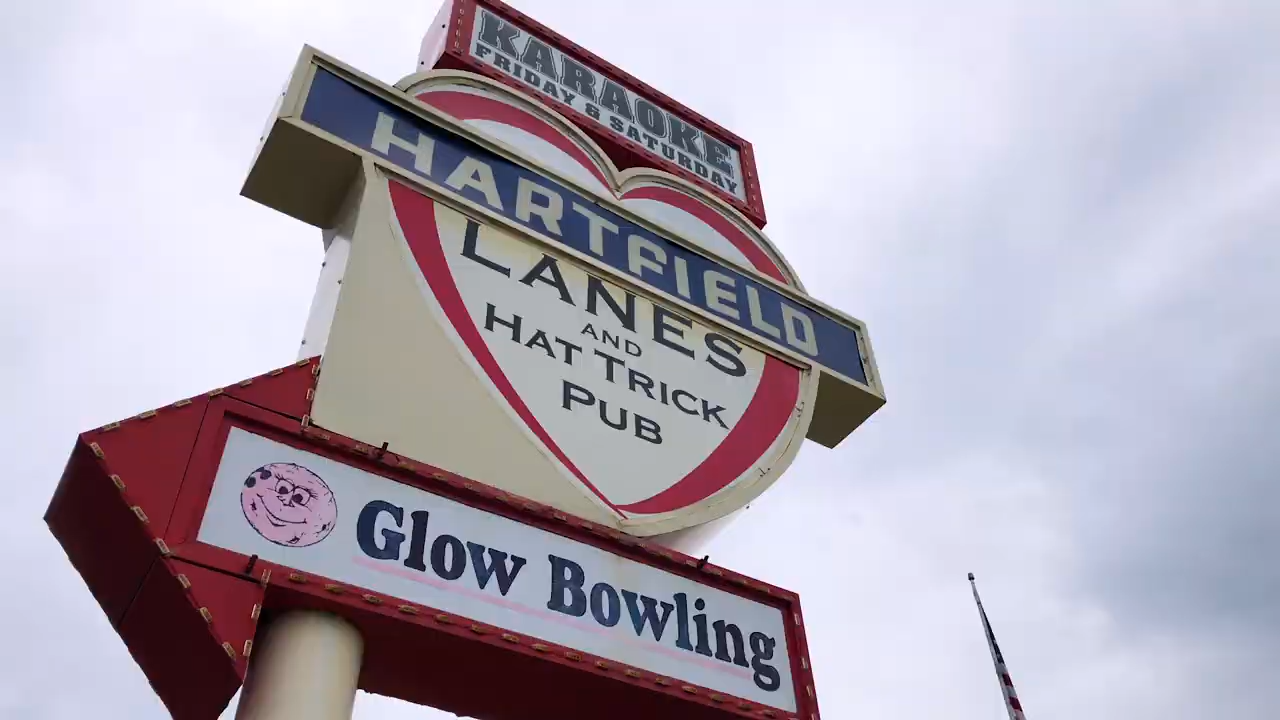 KARAOKE
FRIDAY & SATURDAY
HARTFIELD
LANES
AND
HAT TRICK
PUB
Glow Bowling